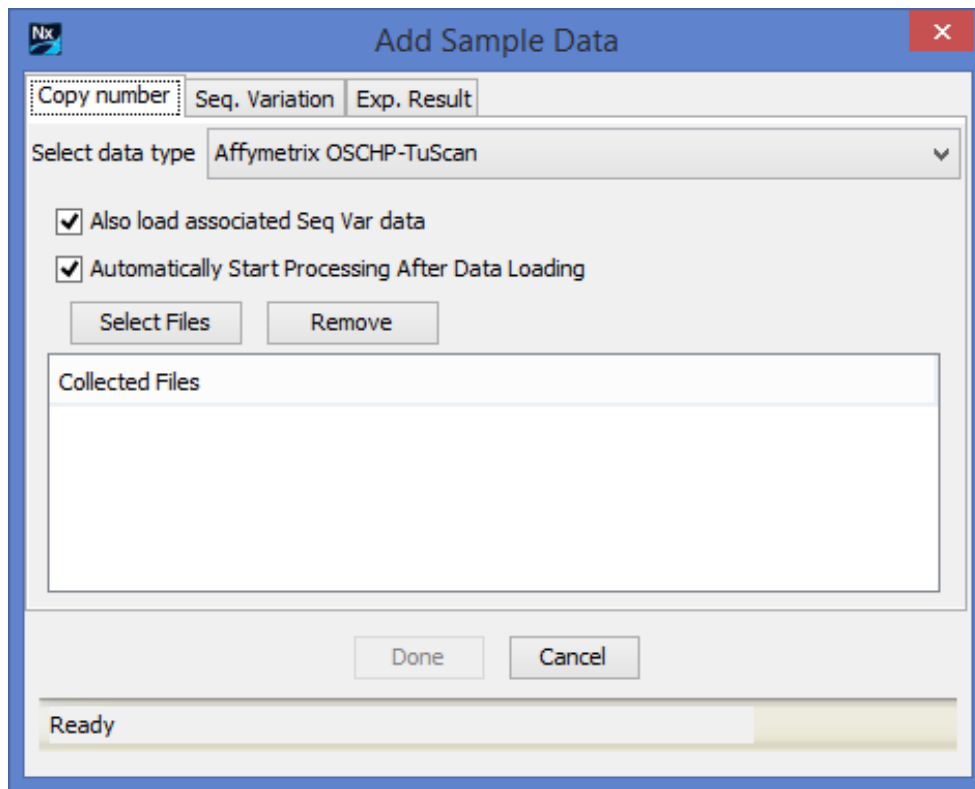 Nx
Add Sample Data
Copy number Seq. Variation Exp. Result
Select data type Affymetrix OSCHP-TuScan
Also load associated Seq Var data
Automatically Start Processing After Data Loading
Select Files Remove
Collected Files
Done Cancel
Ready